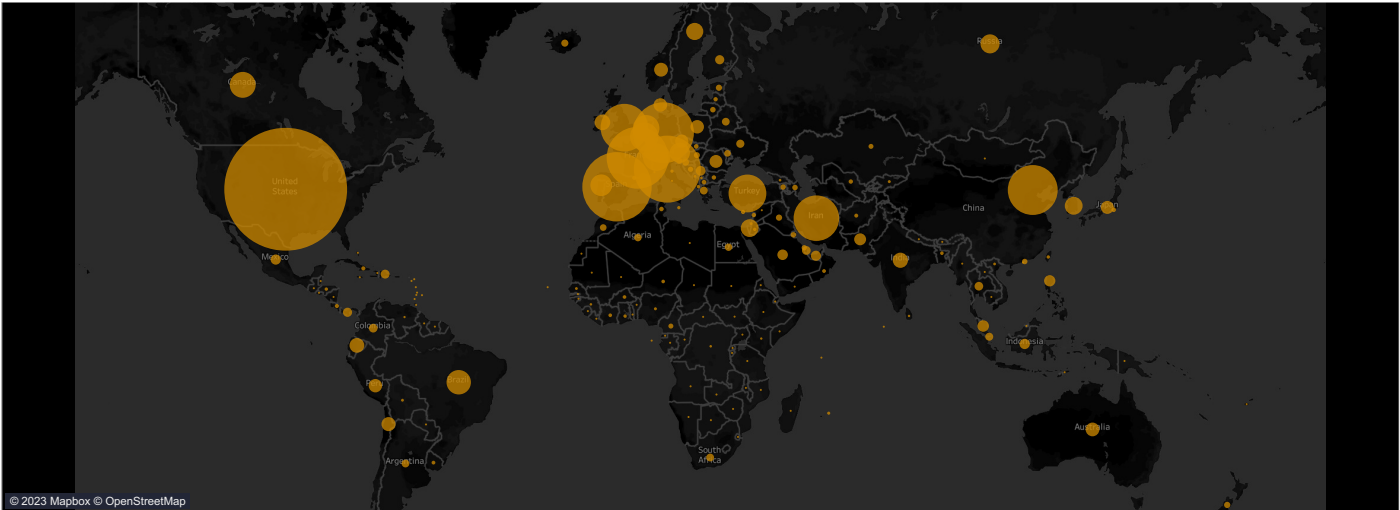 Russia
Canada
United
States
Turkey
Iran
China
Japan
Algeria
Egypt
Mexico
India
Colombia
Indonesia
Peru
Brazil
Australia
South
Africa
Argentina
© 2023 Mapbox © OpenStreetMap